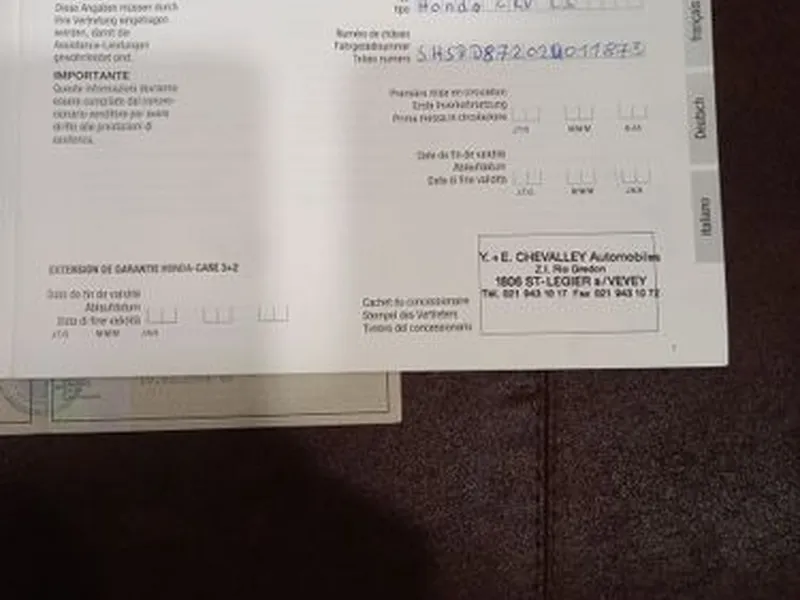 Diese Angaben müssen durch
Ihre Vertretung eingetragen
werden, damit die
Assistance-Leistungen
gewährleistet sind.
IMPORTANTE
Queste informazioni devono
essere compilate dal conces-
sionario venditore per avere
diritto alle prestazioni di
assistenza.
Tipo Honda CRV
Numéro de châssis
Fahrgestellnummer
Telaio numero
Première mise en circulation
Erste Inverkehrsetzung
Prima messa in circolazione
J/T/G M/M/M A/J/A
Date de fin de validité
Ablaufdatum
Data di fine validità
J/T/G M/M/M J/A/A
EXTENSION DE GARANTIE HONDA-CARE 3+2
Date de fin de validité
Ablaufdatum
Data di fine validità
J/T/G M/M/M J/A/A
Cachet du concessionnaire
Stempel des Vertreters
Timbro del concessionario
Y. + E. CHEVALLEY Automobiles
Z.I. Rio Gredon
1806 ST-LEGIER s/VEVEY
Tél. 021 943 10 17 Fax 021 943 10 72
français
Deutsch
italiano